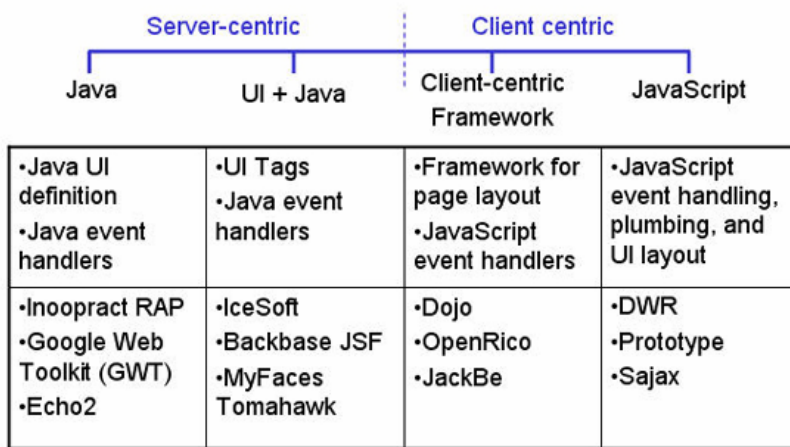 Server-centric
Client centric
Java
UI + Java
Client-centric
Framework
JavaScript
•Java UI
definition
•Java event
handlers
•UI Tags
•Java event
handlers
•Framework for
page layout
•JavaScript
event handlers
•JavaScript
event handling,
plumbing, and
UI layout
•Inoopract RAP
•Google Web
Toolkit (GWT)
•Echo2
•IceSoft
•Backbase JSF
•MyFaces
Tomahawk
•Dojo
•OpenRico
•JackBe
•DWR
•Prototype
•Sajax